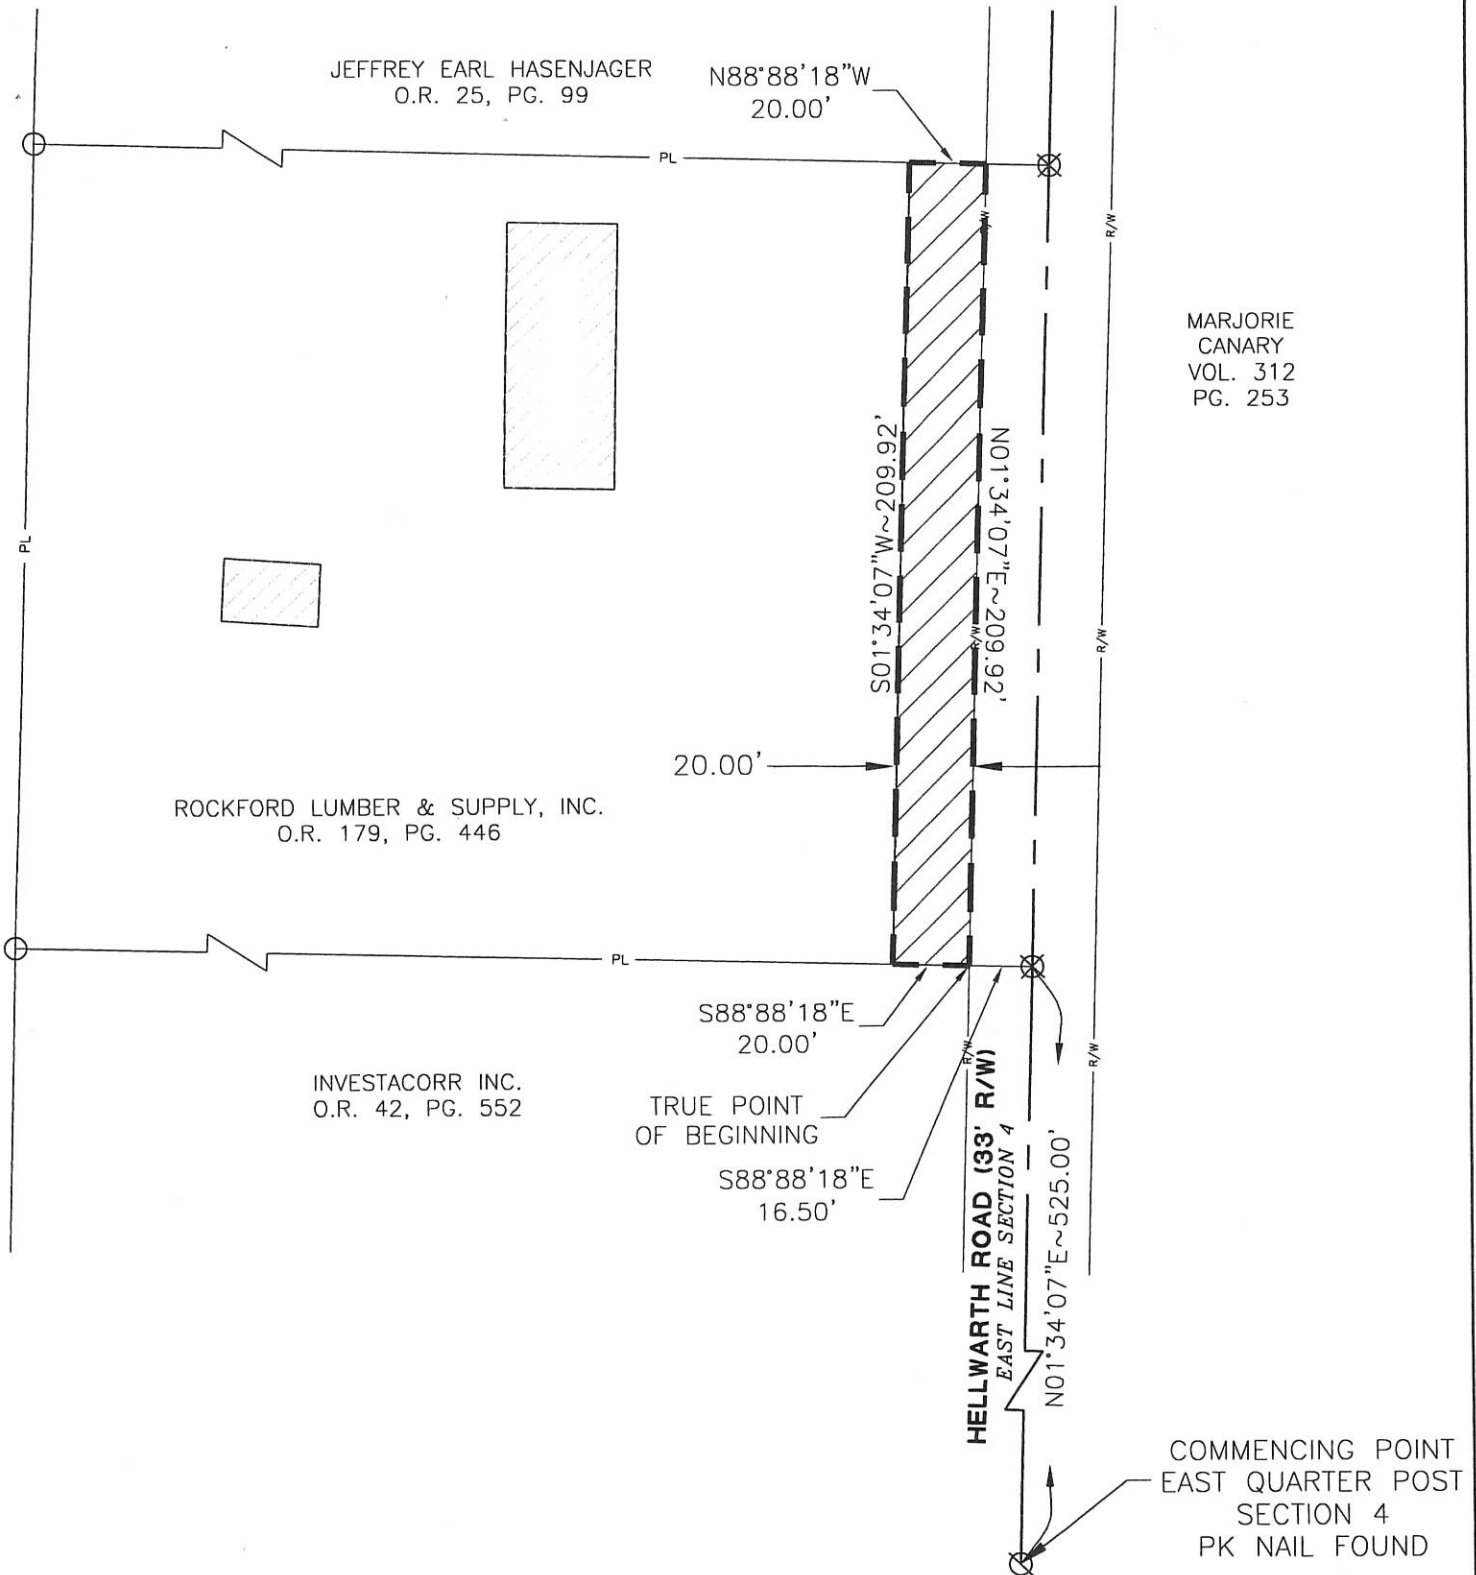 JEFFREY EARL HASENJAGER
O.R. 25, PG. 99
N88°88'18"W
20.00'
PL
R/W
R/W
MARJORIE
CANARY
VOL. 312
PG. 253
S01°34'07"W~209.92'
N01°34'07"E~209.92'
PL
R/W
R/W
20.00'
ROCKFORD LUMBER & SUPPLY, INC.
O.R. 179, PG. 446
PL
S88°88'18"E
20.00'
R/W
R/W
INVESTACORR INC.
O.R. 42, PG. 552
TRUE POINT
OF BEGINNING
S88°88'18"E
16.50'
HELLWARTH ROAD (33' R/W)
EAST LINE SECTION 4
N01°34'07"E~525.00'
COMMENCING POINT
EAST QUARTER POST
SECTION 4
PK NAIL FOUND